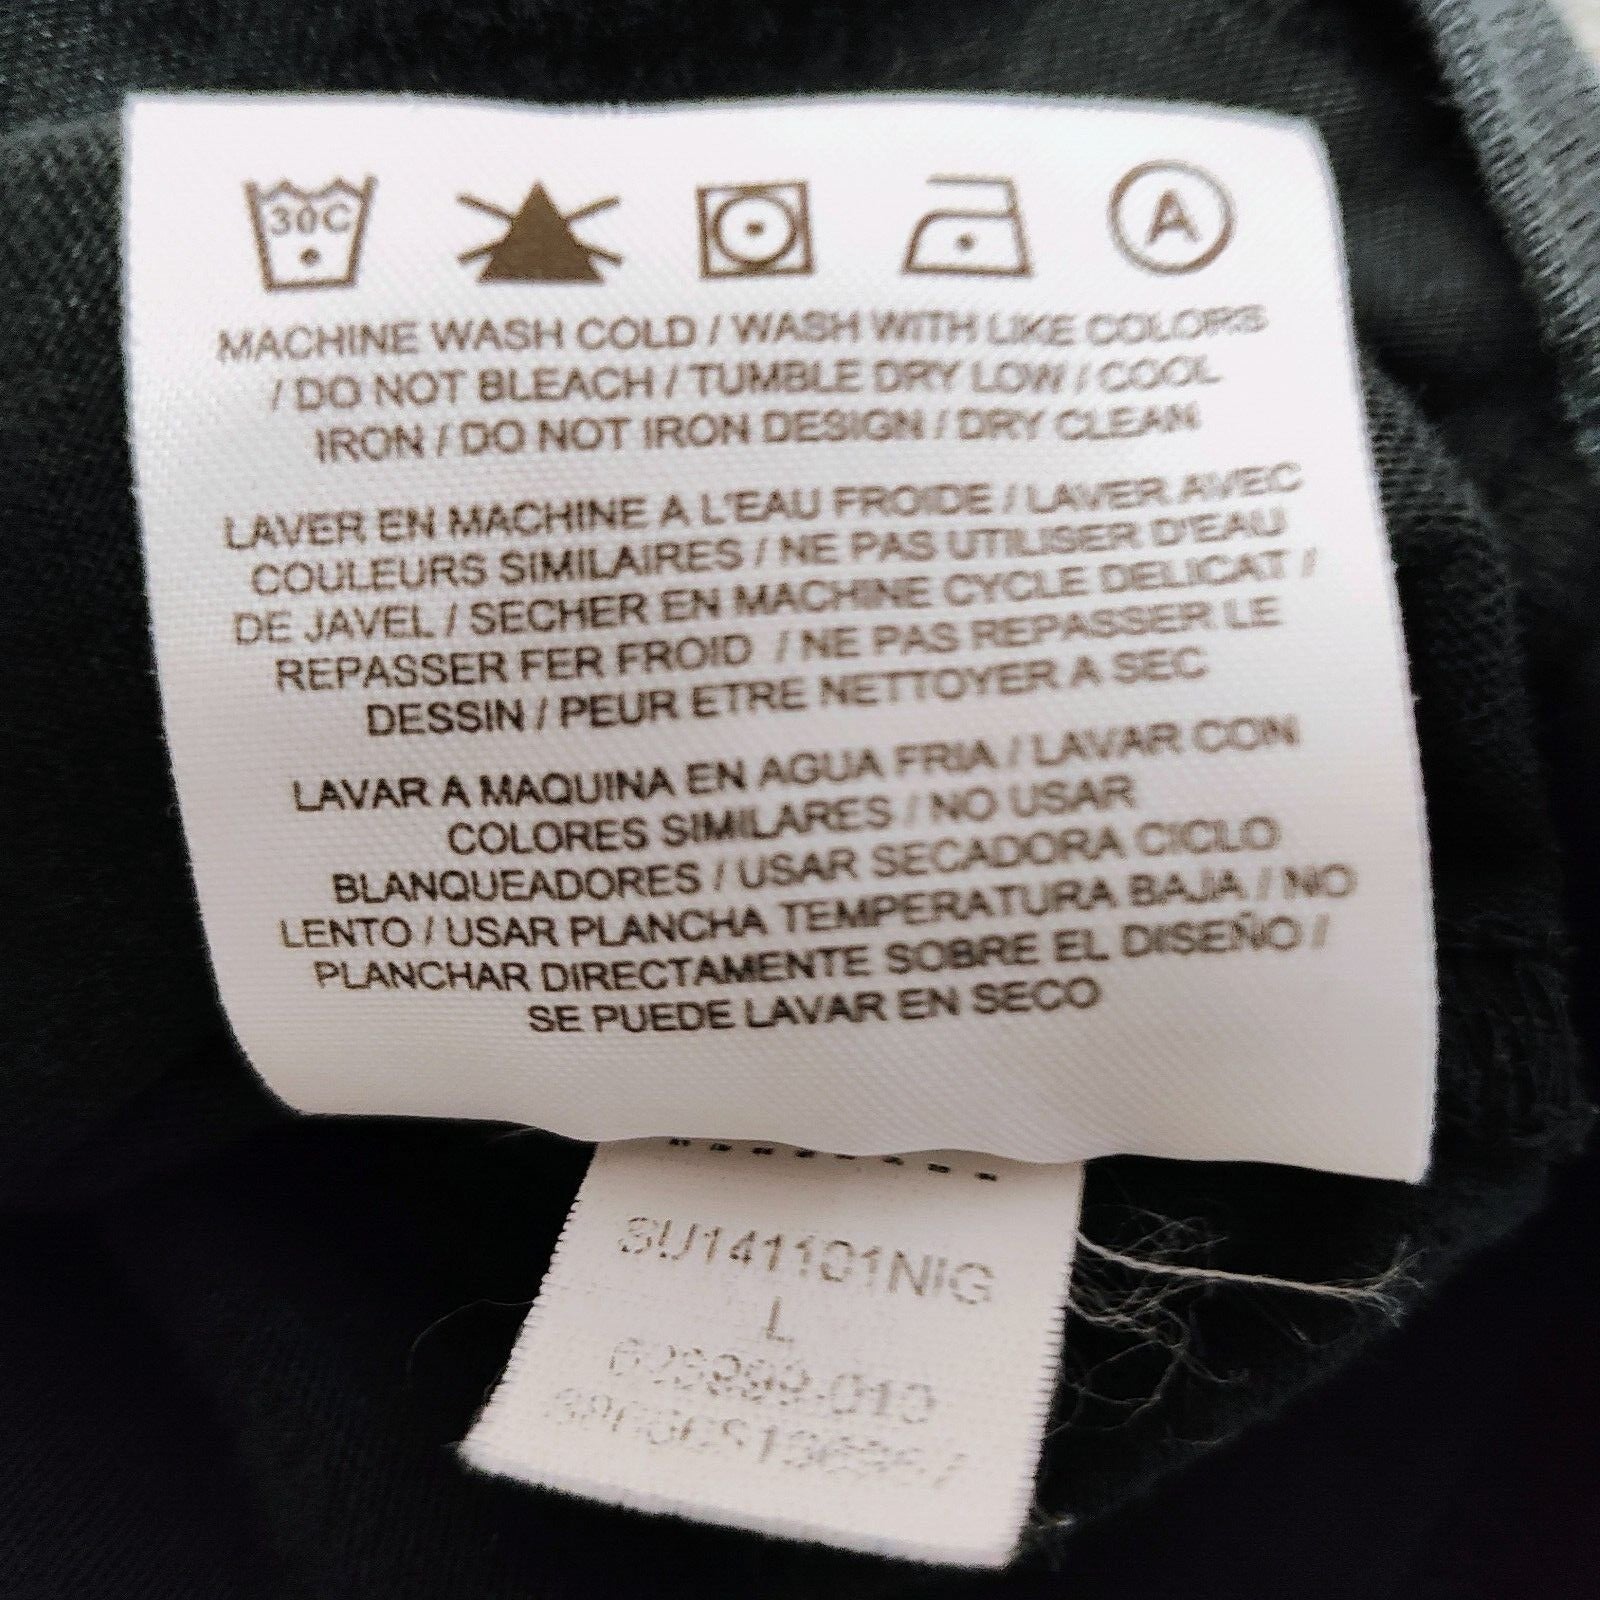 30C
A
MACHINE WASH COLD / WASH WITH LIKE COLORS
/ DO NOT BLEACH / TUMBLE DRY LOW / COOL
IRON / DO NOT IRON DESIGN / DRY CLEAN
LAVER EN MACHINE A L'EAU FROIDE / LAVER AVEC
COULEURS SIMILAIRES / NE PAS UTILISER D'EAU
DE JAVEL / SECHER EN MACHINE CYCLE DELICAT /
REPASSER FER FROID / NE PAS REPASSER LE
DESSIN / PEUR ETRE NETTOYER A SEC
LAVAR A MAQUINA EN AGUA FRIA / LAVAR CON
COLORES SIMILARES / NO USAR
BLANQUEADORES / USAR SECADORA CICLO
LENTO / USAR PLANCHA TEMPERATURA BAJA / NO
PLANCHAR DIRECTAMENTE SOBRE EL DISEÑO /
SE PUEDE LAVAR EN SECO
SU141101NIG
L